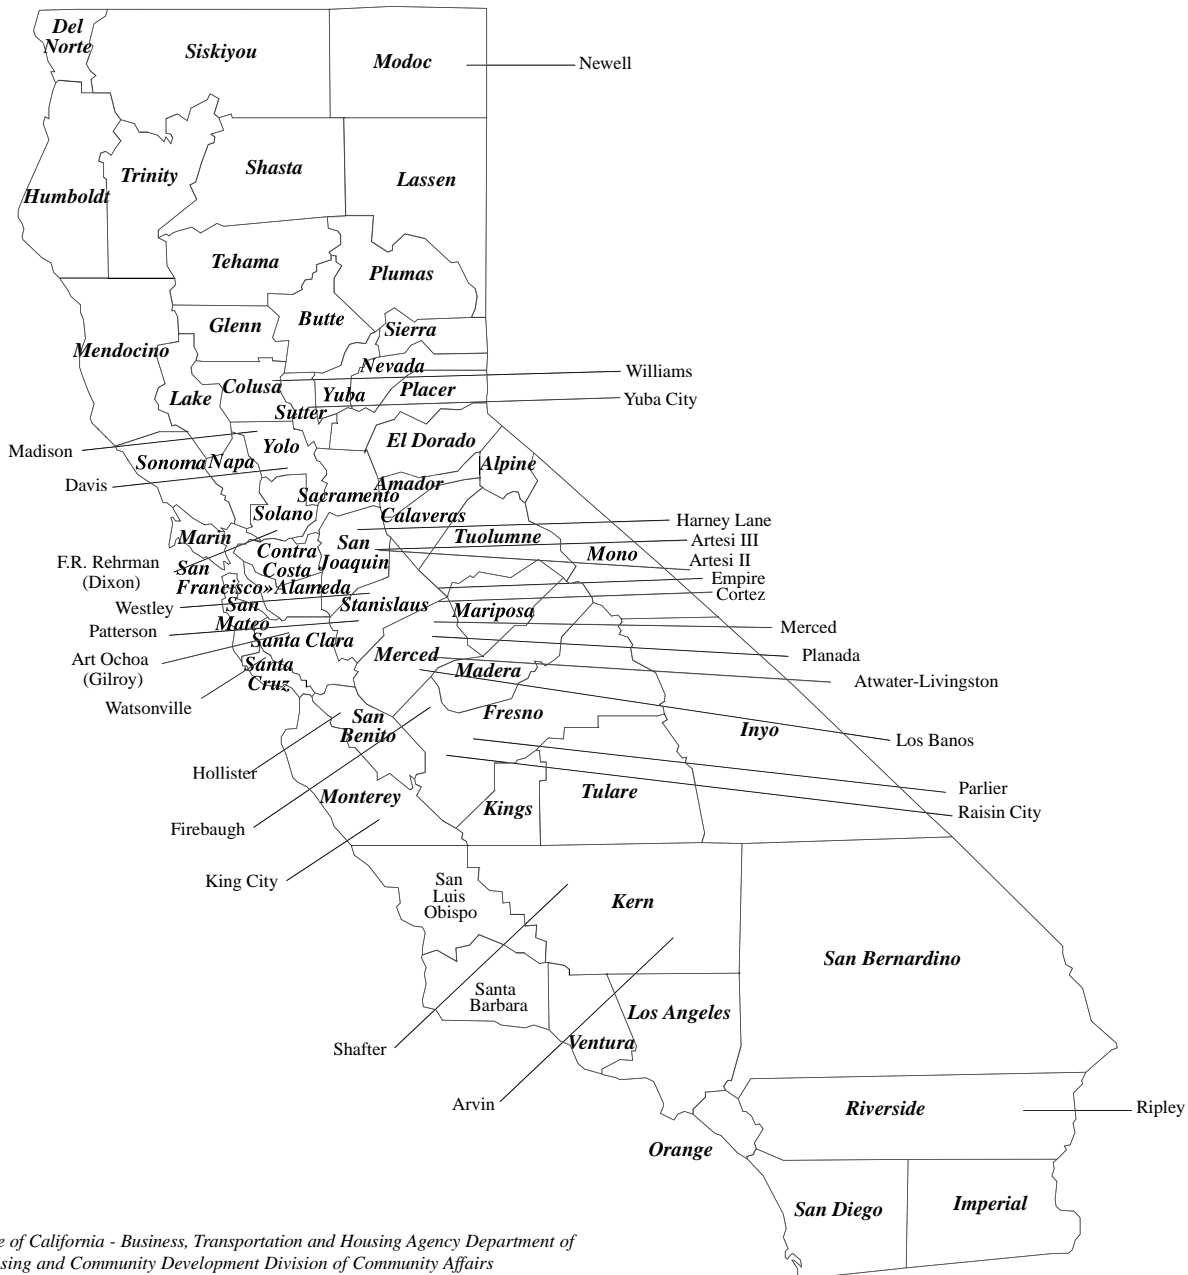 Del
Norte
Siskiyou
Modoc
Newell
Shasta
Trinity
Lassen
Humboldt
Tehama
Plumas
Glenn
Butte
Sierra
Mendocino
Nevada
Williams
Colusa
Lake
Yuba
Placer
Yuba City
Sutter
Madison
Yolo
El Dorado
Sonoma
Napa
Alpine
Davis
Amador
Sacramento
Solano
Calaveras
Harney Lane
Marin
Tuolumne
Artesi III
San
Joaquin
Contra
Costa
Mono
Artesi II
F.R. Rehrman
(Dixon)
San
Francisco»
Alameda
Empire
Cortez
Westley
San
Mateo
Stanislaus
Mariposa
Patterson
Merced
Santa Clara
Merced
Planada
Art Ochoa
(Gilroy)
Santa
Cruz
Madera
Atwater-Livingston
Watsonville
San
Benito
Fresno
Inyo
Los Banos
Hollister
Monterey
Kings
Tulare
Parlier
Raisin City
Firebaugh
King City
San
Luis
Obispo
Kern
San Bernardino
Santa
Barbara
Los Angeles
Ventura
Shafter
Arvin
Riverside
Ripley
Orange
San Diego
Imperial
e of California - Business, Transportation and Housing Agency Department of
sing and Community Development Division of Community Affairs